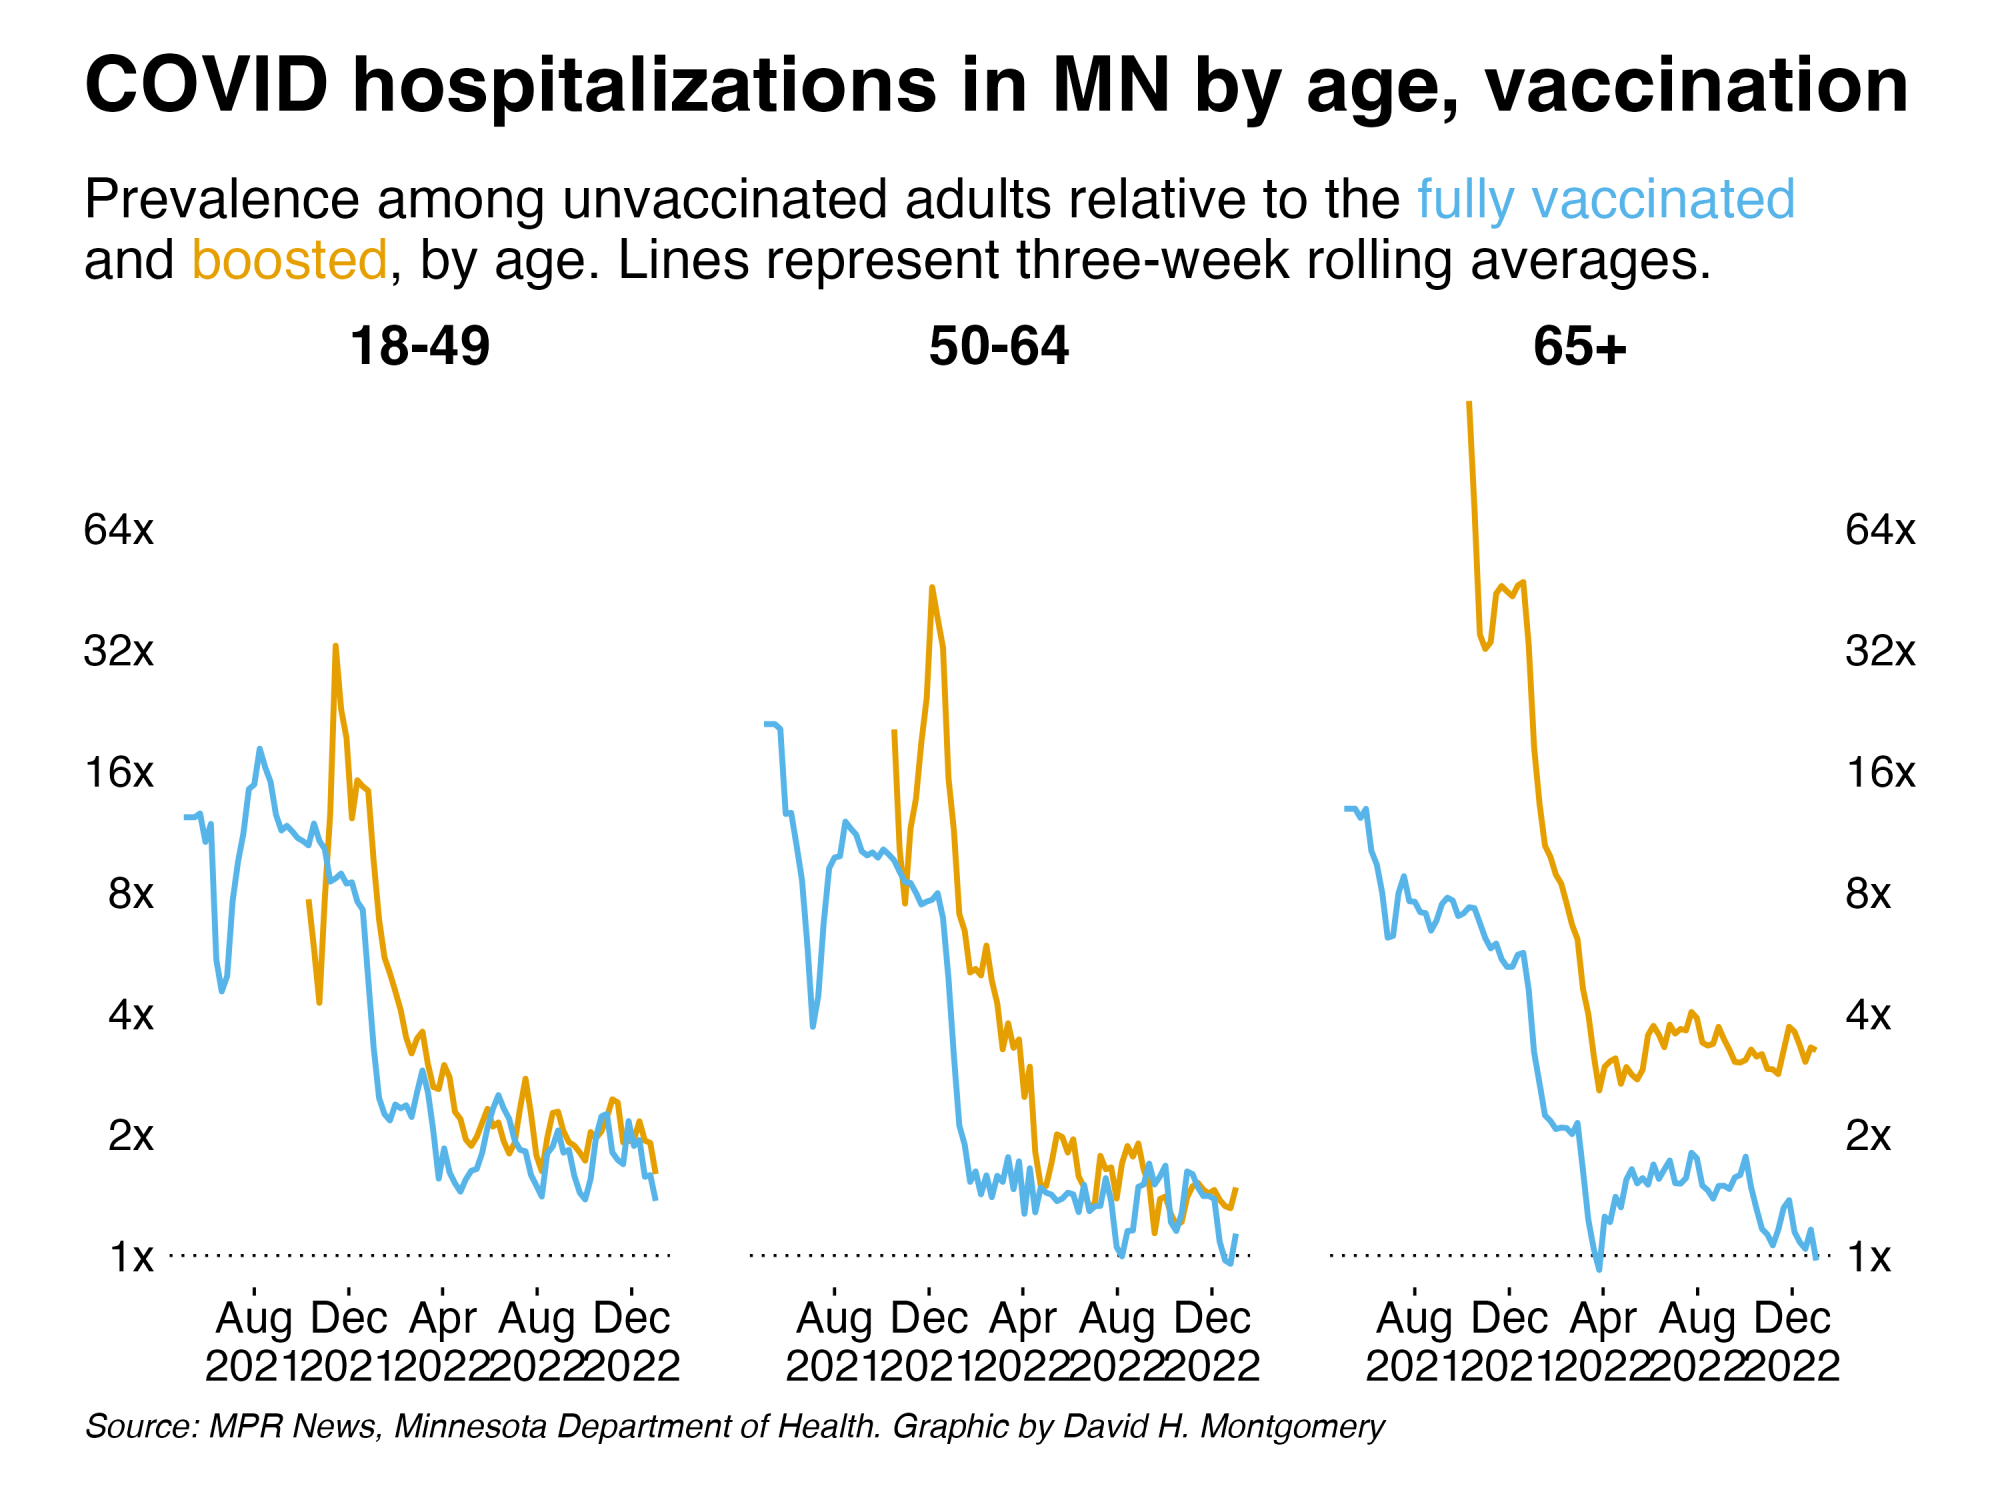 COVID hospitalizations in MN by age, vaccination
Prevalence among unvaccinated adults relative to the fully vaccinated
and boosted, by age. Lines represent three-week rolling averages.
18-49 50-64 65+
64x 64x
32x 32x
16x 16x
8x 8x
4x 4x
2x 2x
1x 1x
Aug Dec Apr Aug Dec Aug Dec Apr Aug Dec Aug Dec Apr Aug Dec
2021 2021 2022 2022 2022 2021 2021 2022 2022 2022 2021 2021 2022 2022 2022
Source: MPR News, Minnesota Department of Health. Graphic by David H. Montgomery